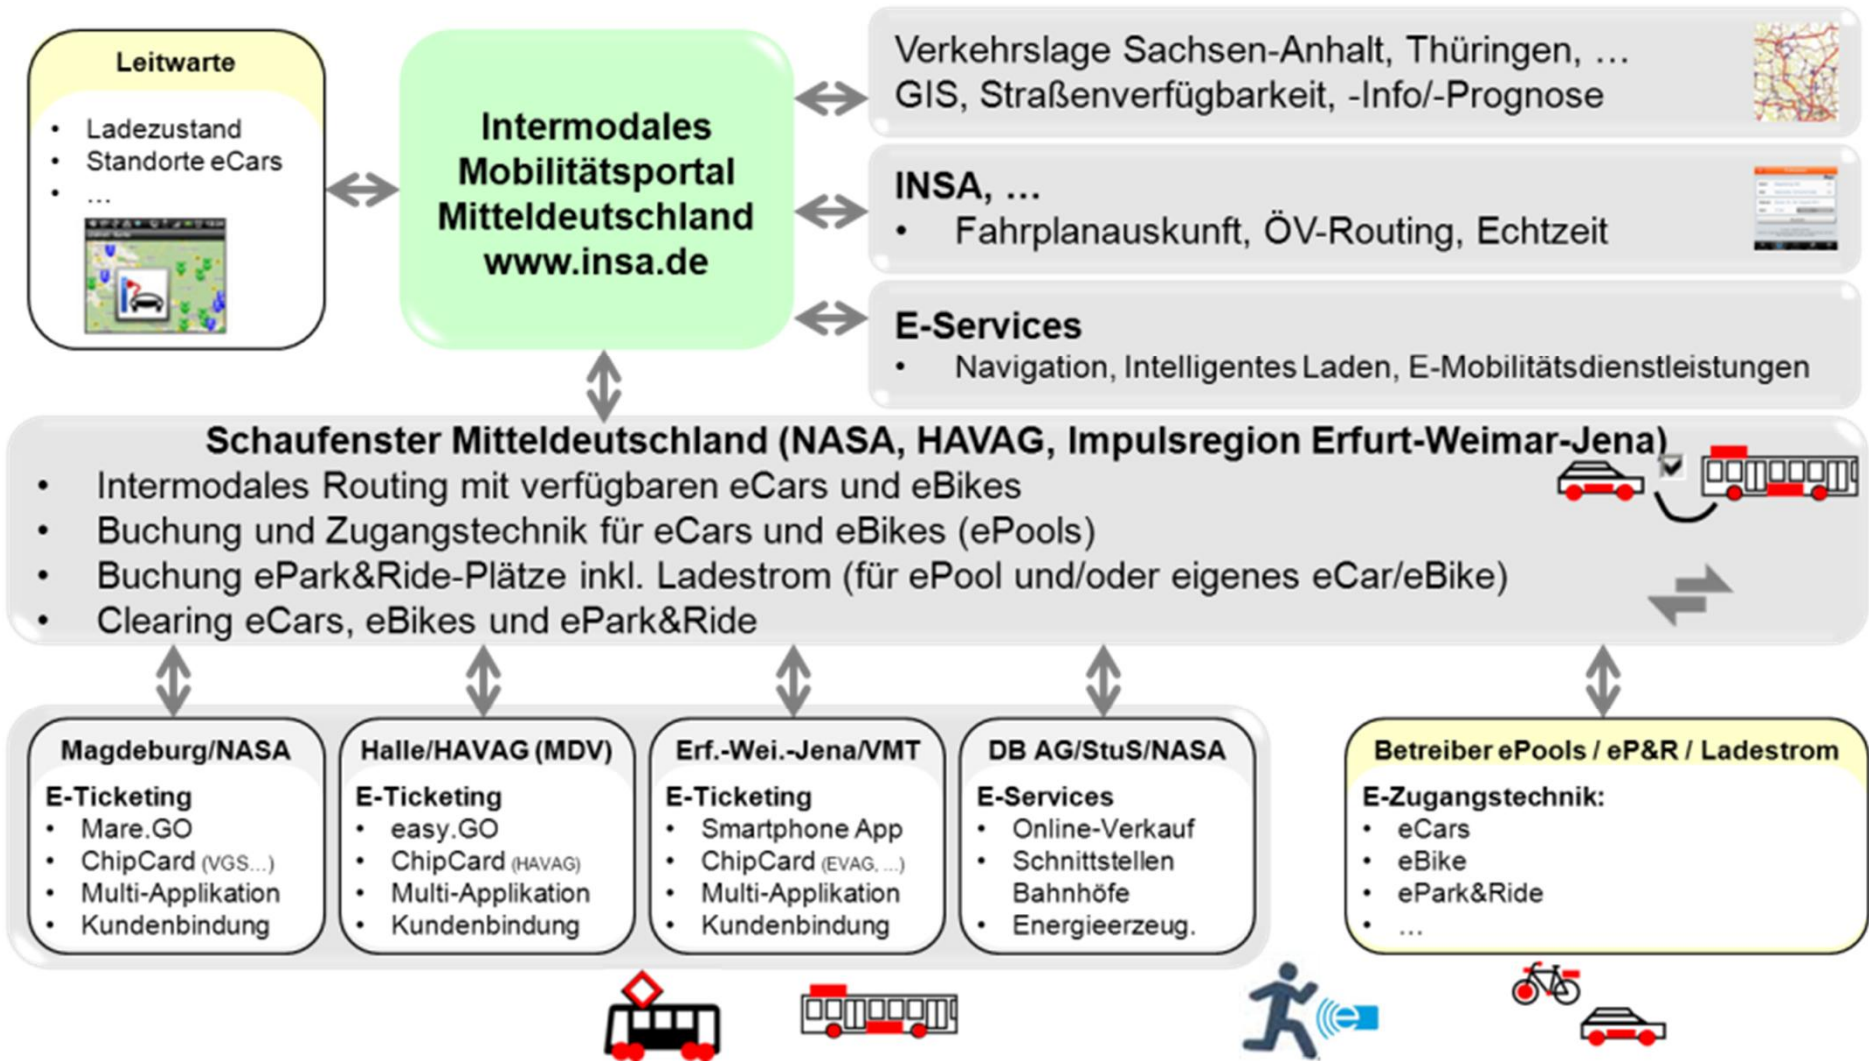 Leitwarte
• Ladezustand
• Standorte eCars
• ...
Intermodales
Mobilitätsportal
Mitteldeutschland
www.insa.de
Verkehrslage Sachsen-Anhalt, Thüringen, ...
GIS, Straßenverfügbarkeit, -Info/-Prognose
INSA, ...
• Fahrplanauskunft, ÖV-Routing, Echtzeit
E-Services
• Navigation, Intelligentes Laden, E-Mobilitätsdienstleistungen
Schaufenster Mitteldeutschland (NASA, HAVAG, Impulsregion Erfurt-Weimar-Jena)
• Intermodales Routing mit verfügbaren eCars und eBikes
• Buchung und Zugangstechnik für eCars und eBikes (ePools)
• Buchung ePark&Ride-Plätze inkl. Ladestrom (für ePool und/oder eigenes eCar/eBike)
• Clearing eCars, eBikes und ePark&Ride
Magdeburg/NASA
E-Ticketing
• Mare.GO
• ChipCard (VGS...)
• Multi-Applikation
• Kundenbindung
Halle/HAVAG (MDV)
E-Ticketing
• easy.GO
• ChipCard (HAVAG)
• Multi-Applikation
• Kundenbindung
Erf.-Wei.-Jena/VMT
E-Ticketing
• Smartphone App
• ChipCard (EVAG, ...)
• Multi-Applikation
• Kundenbindung
DB AG/StuS/NASA
E-Services
• Online-Verkauf
• Schnittstellen
Bahnhöfe
• Energieerzeug.
Betreiber ePools / eP&R / Ladestrom
E-Zugangstechnik:
• eCars
• eBike
• ePark&Ride
• ...
e